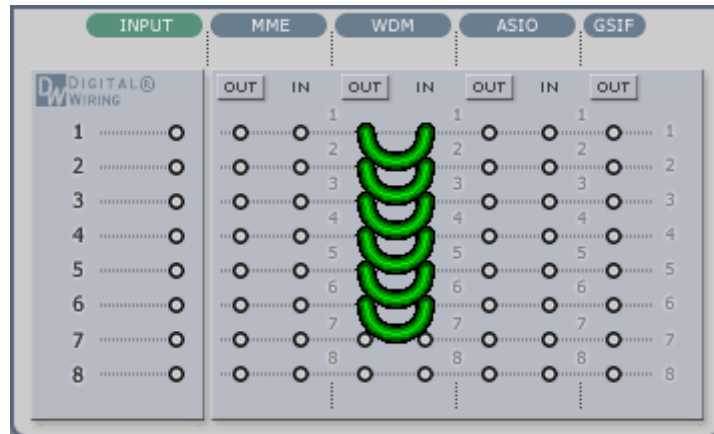 INPUT MME WDM ASIO GSIF
DW DIGITAL® WIRING
OUT IN OUT IN OUT IN OUT
1 1 1 1 1
2 2 2 2 2
3 3 3 3 3
4 4 4 4 4
5 5 5 5 5
6 6 6 6 6
7 7 7 7 7
8 8 8 8 8